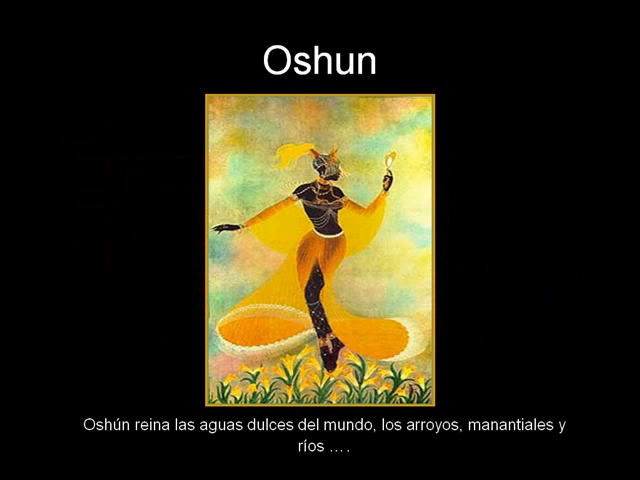 Oshun
Oshún reina las aguas dulces del mundo, los arroyos, manantiales y
ríos ….